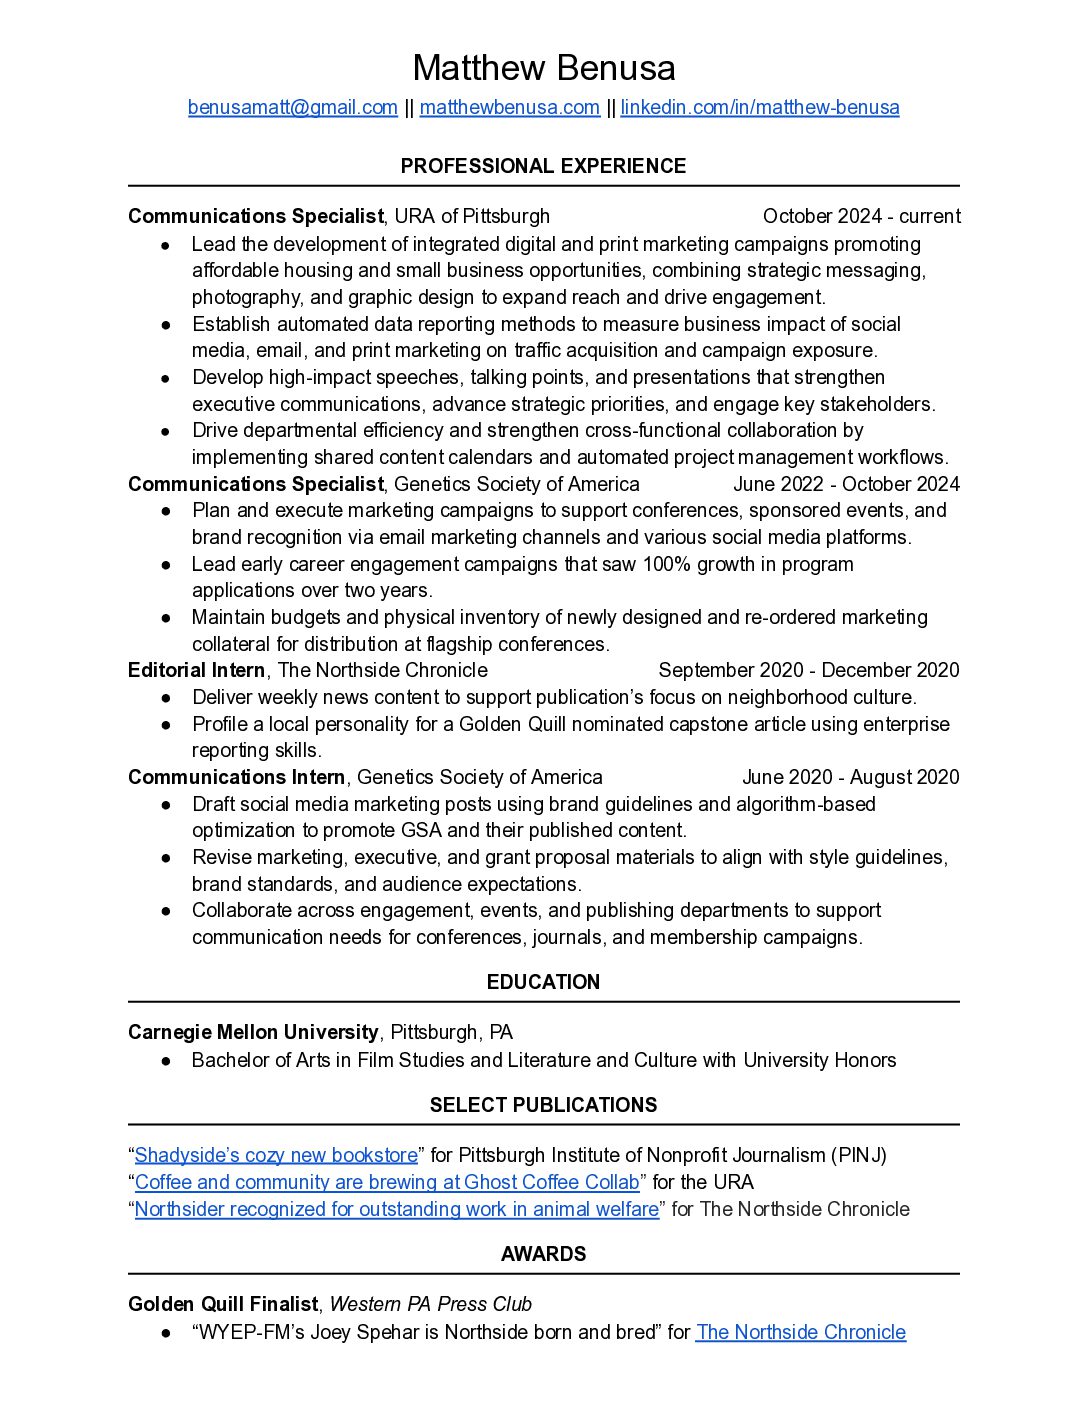 Matthew Benusa
benusamatt@gmail.com || matthewbenusa.com || linkedin.com/in/matthew-benusa
PROFESSIONAL EXPERIENCE
Communications Specialist, URA of Pittsburgh October 2024 - current
● Lead the development of integrated digital and print marketing campaigns promoting
affordable housing and small business opportunities, combining strategic messaging,
photography, and graphic design to expand reach and drive engagement.
● Establish automated data reporting methods to measure business impact of social
media, email, and print marketing on traffic acquisition and campaign exposure.
● Develop high-impact speeches, talking points, and presentations that strengthen
executive communications, advance strategic priorities, and engage key stakeholders.
● Drive departmental efficiency and strengthen cross-functional collaboration by
implementing shared content calendars and automated project management workflows.
Communications Specialist, Genetics Society of America June 2022 - October 2024
● Plan and execute marketing campaigns to support conferences, sponsored events, and
brand recognition via email marketing channels and various social media platforms.
● Lead early career engagement campaigns that saw 100% growth in program
applications over two years.
● Maintain budgets and physical inventory of newly designed and re-ordered marketing
collateral for distribution at flagship conferences.
Editorial Intern, The Northside Chronicle September 2020 - December 2020
● Deliver weekly news content to support publication’s focus on neighborhood culture.
● Profile a local personality for a Golden Quill nominated capstone article using enterprise
reporting skills.
Communications Intern, Genetics Society of America June 2020 - August 2020
● Draft social media marketing posts using brand guidelines and algorithm-based
optimization to promote GSA and their published content.
● Revise marketing, executive, and grant proposal materials to align with style guidelines,
brand standards, and audience expectations.
● Collaborate across engagement, events, and publishing departments to support
communication needs for conferences, journals, and membership campaigns.
EDUCATION
Carnegie Mellon University, Pittsburgh, PA
● Bachelor of Arts in Film Studies and Literature and Culture with University Honors
SELECT PUBLICATIONS
“Shadyside’s cozy new bookstore” for Pittsburgh Institute of Nonprofit Journalism (PINJ)
“Coffee and community are brewing at Ghost Coffee Collab” for the URA
“Northsider recognized for outstanding work in animal welfare” for The Northside Chronicle
AWARDS
Golden Quill Finalist, Western PA Press Club
● “WYEP-FM’s Joey Spehar is Northside born and bred” for The Northside Chronicle